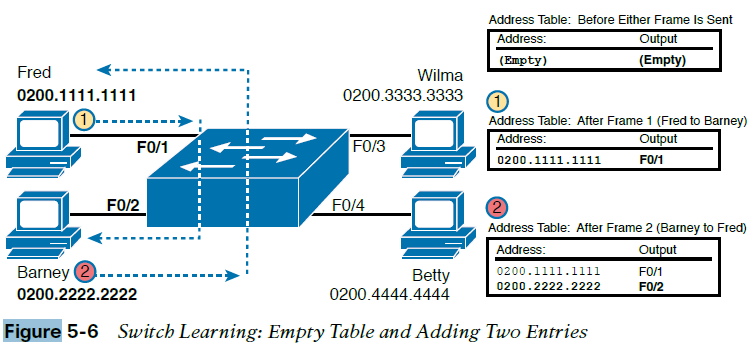 Fred
0200.1111.1111
1
F0/1
F0/2
Barney 2
0200.2222.2222
Wilma
0200.3333.3333
F0/3
F0/4
Betty
0200.4444.4444
Address Table: Before Either Frame Is Sent
Address: Output
(Empty) (Empty)
1
Address Table: After Frame 1 (Fred to Barney)
Address: Output
0200.1111.1111 F0/1
2
Address Table: After Frame 2 (Barney to Fred)
Address: Output
0200.1111.1111 F0/1
0200.2222.2222 F0/2
Figure 5-6 Switch Learning: Empty Table and Adding Two Entries